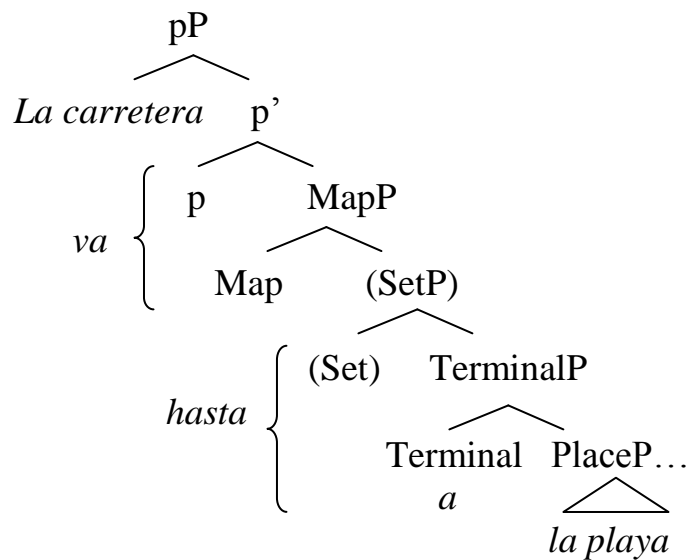 pP
La carretera p’
p MapP
va
Map (SetP)
(Set) TerminalP
hasta
Terminal PlaceP…
a
la playa